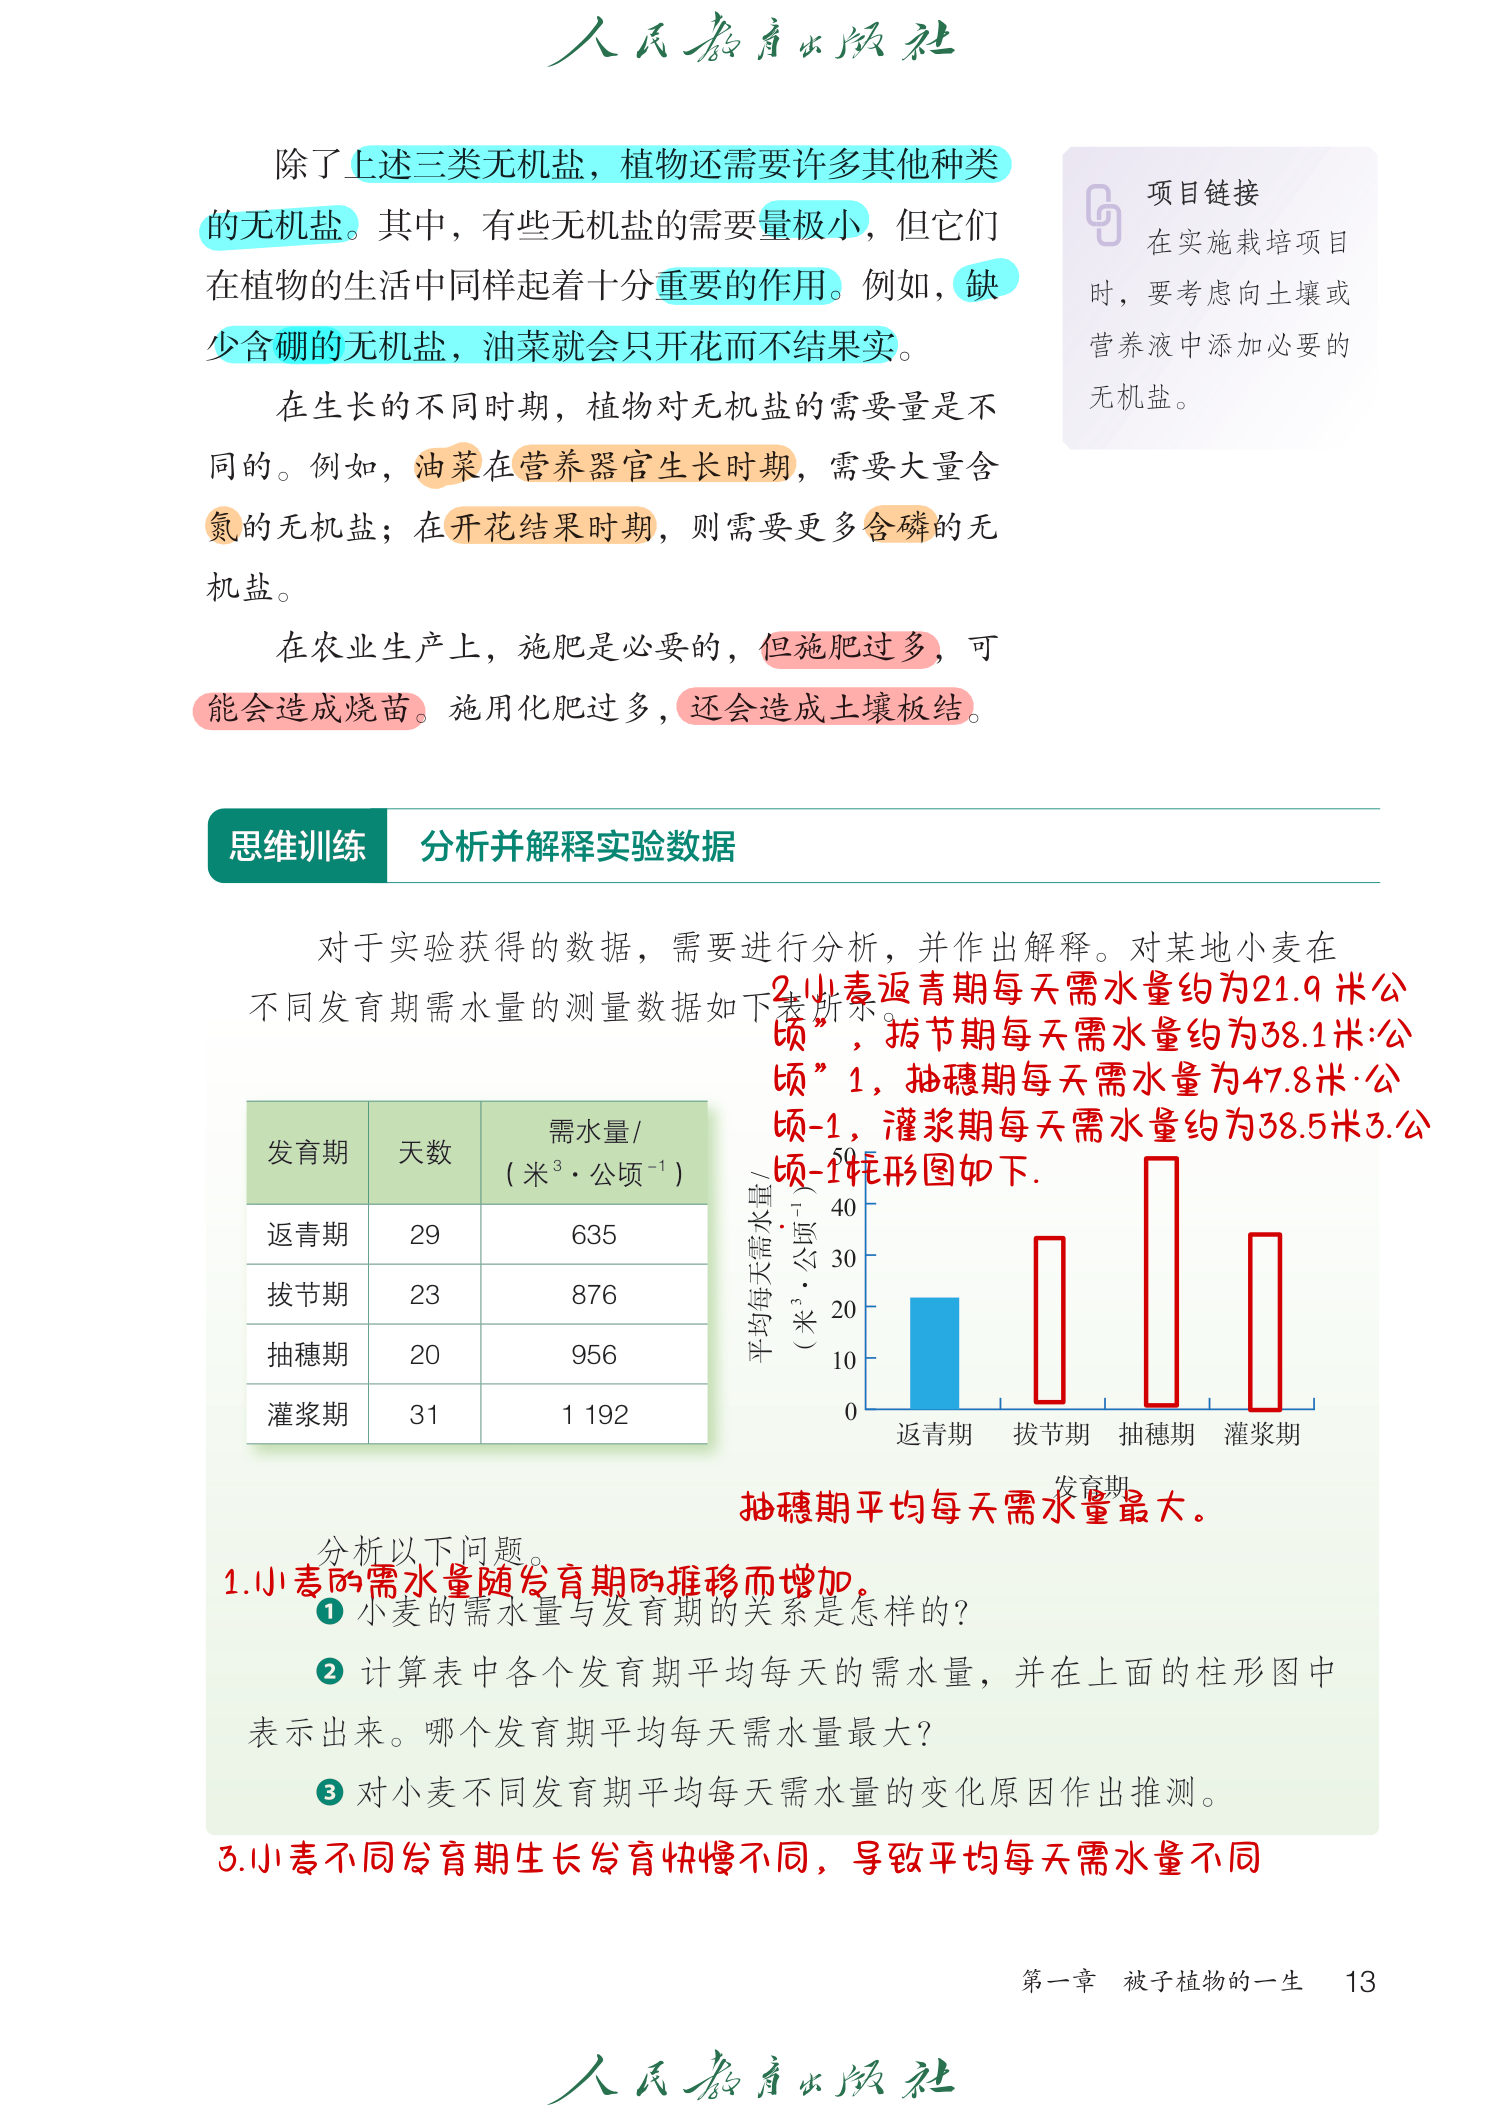 人民教育出版社
除了上述三类无机盐，植物还需要许多其他种类
的无机盐。其中，有些无机盐的需要量极小，但它们
在植物的生活中同样起着十分重要的作用。例如，缺
少含硼的无机盐，油菜就会只开花而不结果实。
在生长的不同时期，植物对无机盐的需要量是不
同的。例如，油菜在营养器官生长时期，需要大量含
氮的无机盐；在开花结果时期，则需要更多含磷的无
机盐。
在农业生产上，施肥是必要的，但施肥过多，可
能会造成烧苗。施用化肥过多，还会造成土壤板结。
项目链接
在实施栽培项目
时，要考虑向土壤或
营养液中添加必要的
无机盐。
思维训练 分析并解释实验数据
对于实验获得的数据，需要进行分析，并作出解释。对某地小麦在
不同发育期需水量的测量数据如下表所示。
2.小麦返青期每天需水量约为21.9 米公
顷”，拔节期每天需水量约为38.1米:公
顷”1，抽穗期每天需水量为47.8米·公
顷-1，灌浆期每天需水量约为38.5米3.公
顷-1柱形图如下.
发育期 天数 需水量/
（米³·公顷⁻¹）
返青期 29 635
拔节期 23 876
抽穗期 20 956
灌浆期 31 1 192
平均每天需水量/
（米³·公顷⁻¹）
50
40
30
20
10
0
返青期 拔节期 抽穗期 灌浆期
发育期
抽穗期平均每天需水量最大。
分析以下问题。
1.小麦的需水量随发育期的推移而增加。
❶ 小麦的需水量与发育期的关系是怎样的？
❷ 计算表中各个发育期平均每天的需水量，并在上面的柱形图中
表示出来。哪个发育期平均每天需水量最大？
❸ 对小麦不同发育期平均每天需水量的变化原因作出推测。
3.小麦不同发育期生长发育快慢不同，导致平均每天需水量不同
第一章 被子植物的一生 13
人民教育出版社